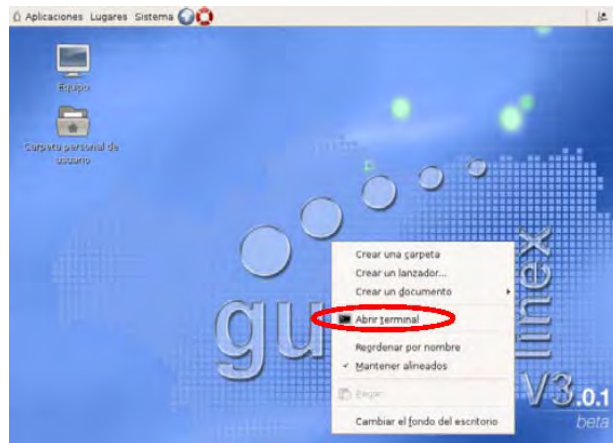 Aplicaciones Lugares Sistema
Equipo
Carpeta personal de
usuario
Crear una carpeta
Crear un lanzador...
Crear un documento
Abrir terminal
Reordenar por nombre
Mantener alineados
Pegar
Cambiar el fondo del escritorio
gu
linex
V3.0.1
beta